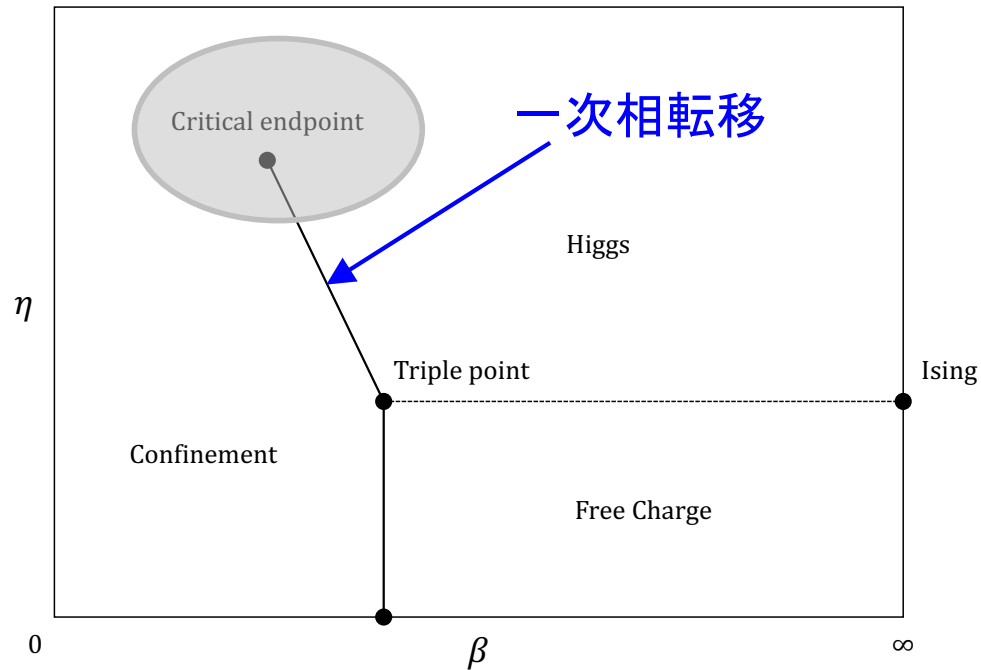 Critical endpoint
一次相転移
Higgs
η
Triple point
Ising
Confinement
Free Charge
0
β
∞